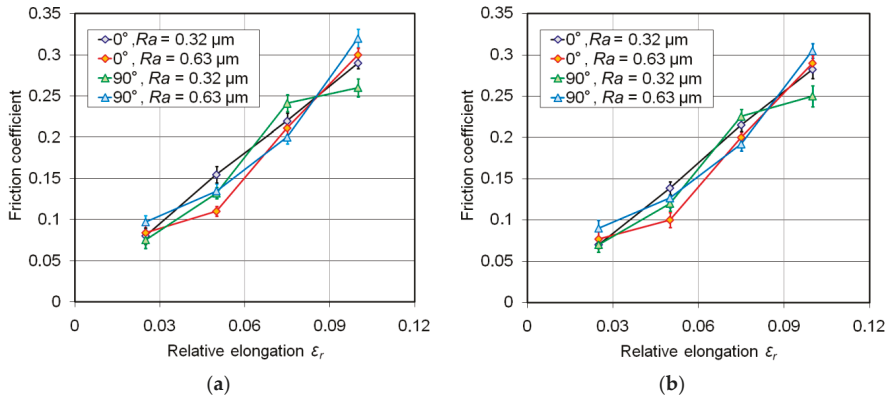 0.35
0.3
0.25
0.2
0.15
0.1
0.05
0
Friction coefficient
0°, Ra = 0.32 µm
0°, Ra = 0.63 µm
90°, Ra = 0.32 µm
90°, Ra = 0.63 µm
0 0.03 0.06 0.09 0.12
Relative elongation εr
(a)
0.35
0.3
0.25
0.2
0.15
0.1
0.05
0
Friction coefficient
0°, Ra = 0.32 µm
0°, Ra = 0.63 µm
90°, Ra = 0.32 µm
90°, Ra = 0.63 µm
0 0.03 0.06 0.09 0.12
Relative elongation εr
(b)